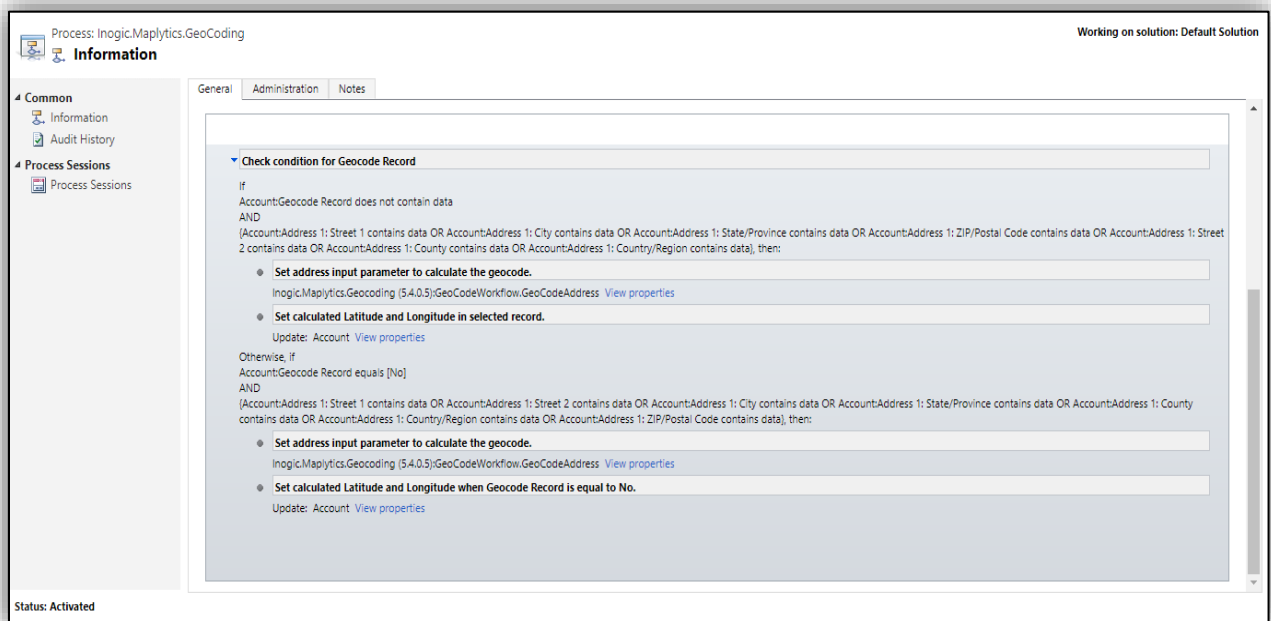 Process: Inogic.Maplytics.GeoCoding
Information
Working on solution: Default Solution
Common
Information
Audit History
Process Sessions
Process Sessions
General Administration Notes
Check condition for Geocode Record
If
Account:Geocode Record does not contain data
AND
{Account:Address 1: Street 1 contains data OR Account:Address 1: City contains data OR Account:Address 1: State/Province contains data OR Account:Address 1: ZIP/Postal Code contains data OR Account:Address 1: Street
2 contains data OR Account:Address 1: County contains data OR Account:Address 1: Country/Region contains data}, then:
Set address input parameter to calculate the geocode.
Inogic.Maplytics.Geocoding (5.4.0.5):GeoCodeWorkflow.GeoCodeAddress View properties
Set calculated Latitude and Longitude in selected record.
Update: Account View properties
Otherwise, if
Account:Geocode Record equals [No]
AND
{Account:Address 1: Street 1 contains data OR Account:Address 1: Street 2 contains data OR Account:Address 1: City contains data OR Account:Address 1: State/Province contains data OR Account:Address 1: County
contains data OR Account:Address 1: Country/Region contains data OR Account:Address 1: ZIP/Postal Code contains data}, then:
Set address input parameter to calculate the geocode.
Inogic.Maplytics.Geocoding (5.4.0.5):GeoCodeWorkflow.GeoCodeAddress View properties
Set calculated Latitude and Longitude when Geocode Record is equal to No.
Update: Account View properties
Status: Activated